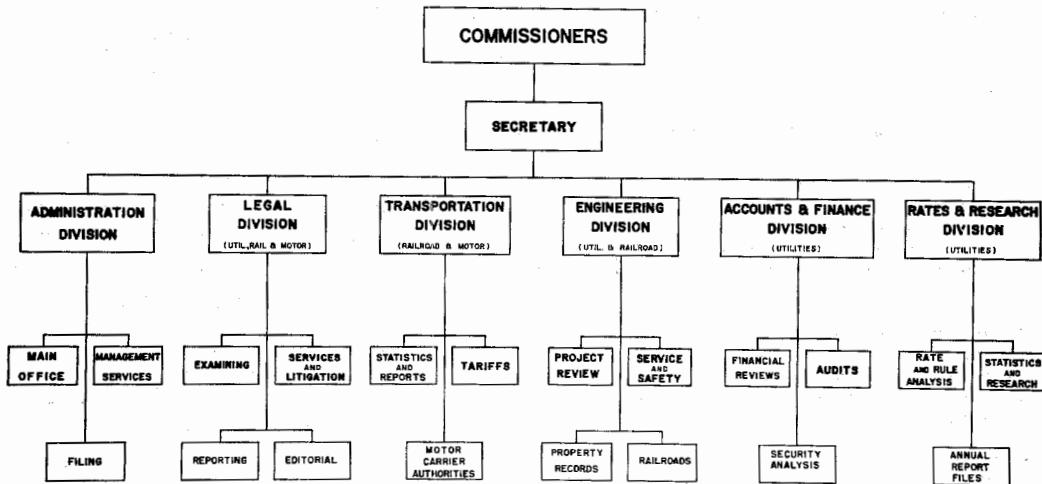 COMMISSIONERS
SECRETARY
ADMINISTRATION
DIVISION
LEGAL
DIVISION
(UTIL., RAIL & MOTOR)
TRANSPORTATION
DIVISION
(RAILROAD & MOTOR)
ENGINEERING
DIVISION
(UTIL. & RAILROAD)
ACCOUNTS & FINANCE
DIVISION
(UTILITIES)
RATES & RESEARCH
DIVISION
(UTILITIES)
MAIN
OFFICE
MANAGEMENT
SERVICES
EXAMINING
SERVICES
AND
LITIGATION
STATISTICS
AND
REPORTS
TARIFFS
PROJECT
REVIEW
SERVICE
AND
SAFETY
FINANCIAL
REVIEWS
AUDITS
RATE
AND RULE
ANALYSIS
STATISTICS
AND
RESEARCH
FILING
REPORTING
EDITORIAL
MOTOR
CARRIER
AUTHORITIES
PROPERTY
RECORDS
RAILROADS
SECURITY
ANALYSIS
ANNUAL
REPORT
FILES